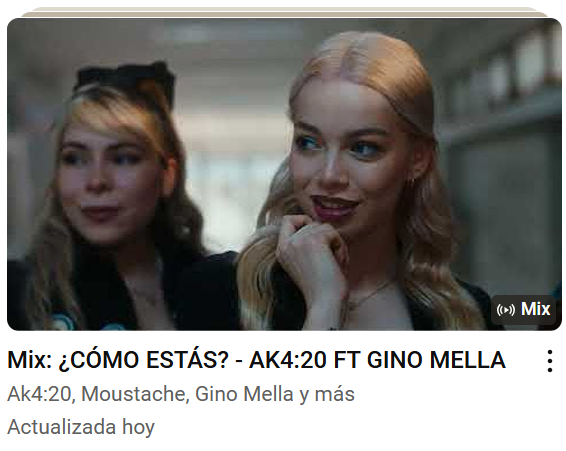 Mix
Mix: ¿CÓMO ESTÁS? - AK4:20 FT GINO MELLA
Ak4:20, Moustache, Gino Mella y más
Actualizada hoy